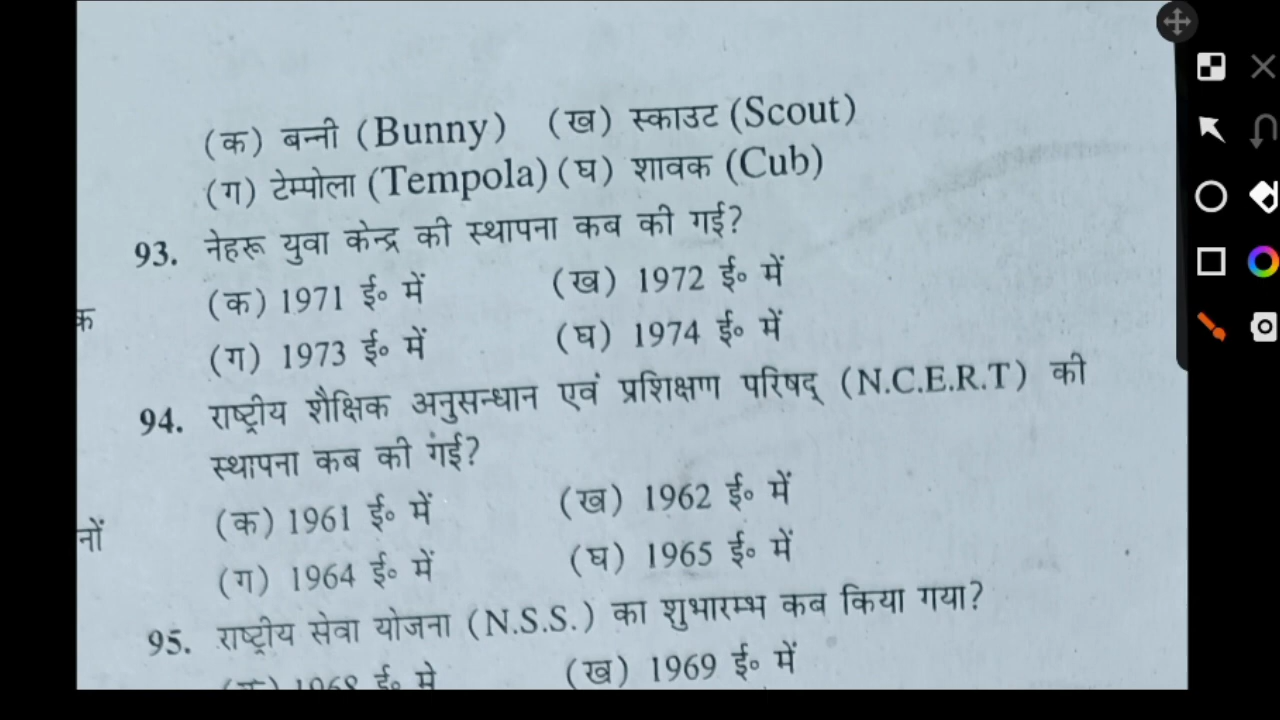 (क) बन्नी (Bunny) (ख) स्काउट (Scout)
(ग) टेम्पोला (Tempola) (घ) शावक (Cub)
93. नेहरू युवा केन्द्र की स्थापना कब की गई?
(क) 1971 ई० में (ख) 1972 ई० में
क
(ग) 1973 ई० में (घ) 1974 ई० में
94. राष्ट्रीय शैक्षिक अनुसन्धान एवं प्रशिक्षण परिषद् (N.C.E.R.T) की
स्थापना कब की गई?
(क) 1961 ई० में (ख) 1962 ई० में
नों
(ग) 1964 ई० में (घ) 1965 ई० में
95. राष्ट्रीय सेवा योजना (N.S.S.) का शुभारम्भ कब किया गया?
1968 ई० मे (ख) 1969 ई० में